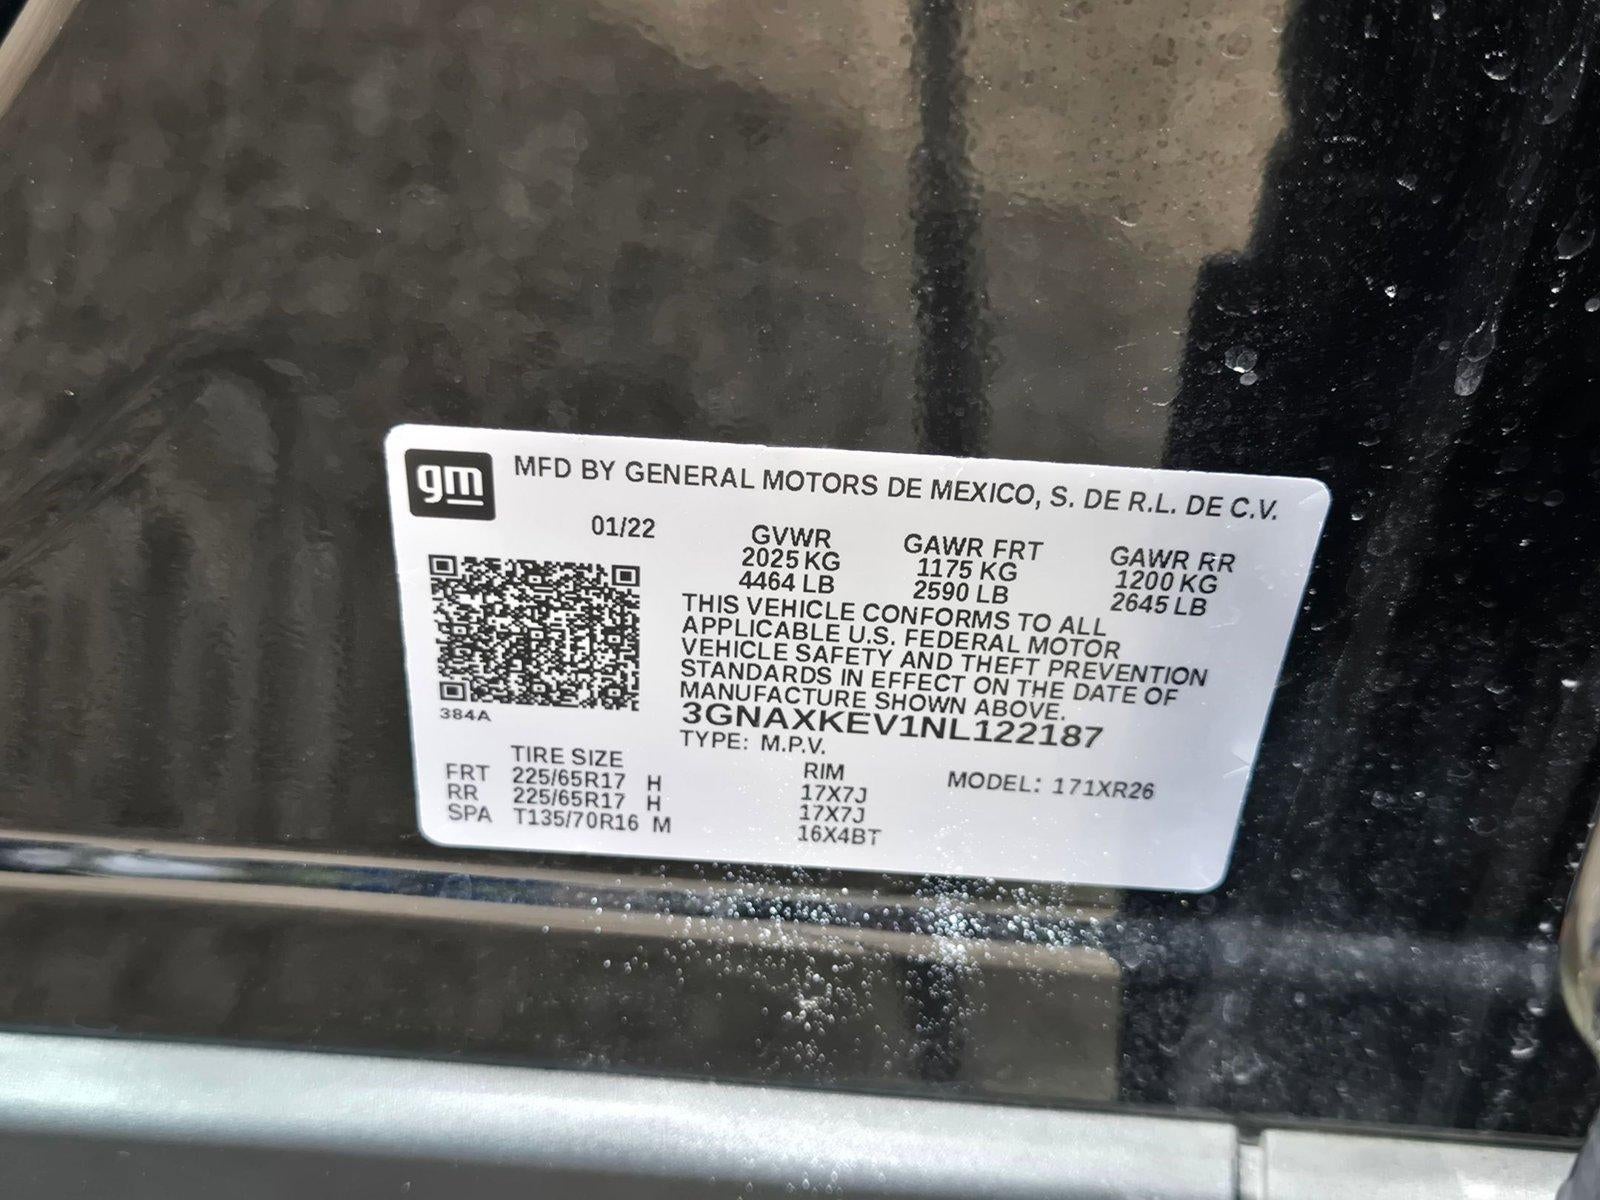 gm
MFD BY GENERAL MOTORS DE MEXICO, S. DE R.L. DE C.V.
01/22
GVWR GAWR FRT GAWR RR
2025 KG 1175 KG 1200 KG
4464 LB 2590 LB 2645 LB
THIS VEHICLE CONFORMS TO ALL
APPLICABLE U.S. FEDERAL MOTOR
VEHICLE SAFETY AND THEFT PREVENTION
STANDARDS IN EFFECT ON THE DATE OF
MANUFACTURE SHOWN ABOVE.
3GNAXKEV1NL122187
384A
TYPE: M.P.V.
TIRE SIZE RIM MODEL: 171XR26
FRT 225/65R17 H 17X7J
RR 225/65R17 H 17X7J
SPA T135/70R16 M 16X4BT